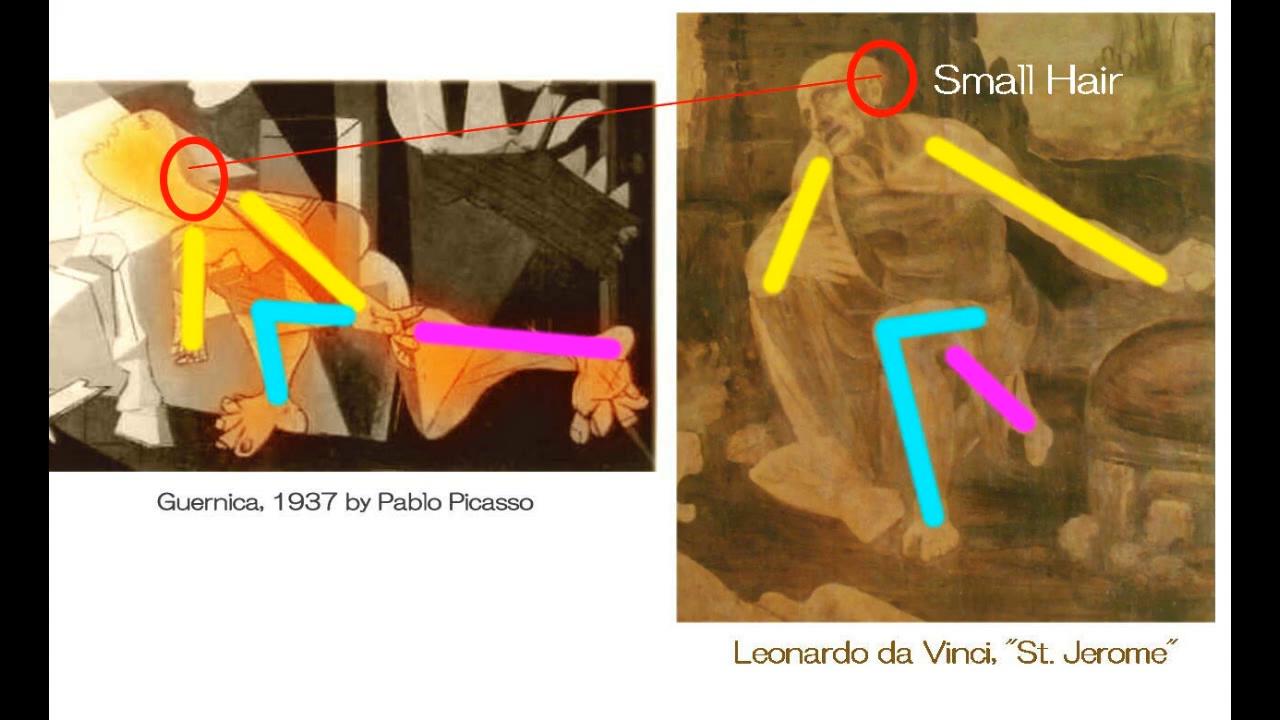 Small Hair
Guernica, 1937 by Pablo Picasso
Leonardo da Vinci, "St. Jerome"